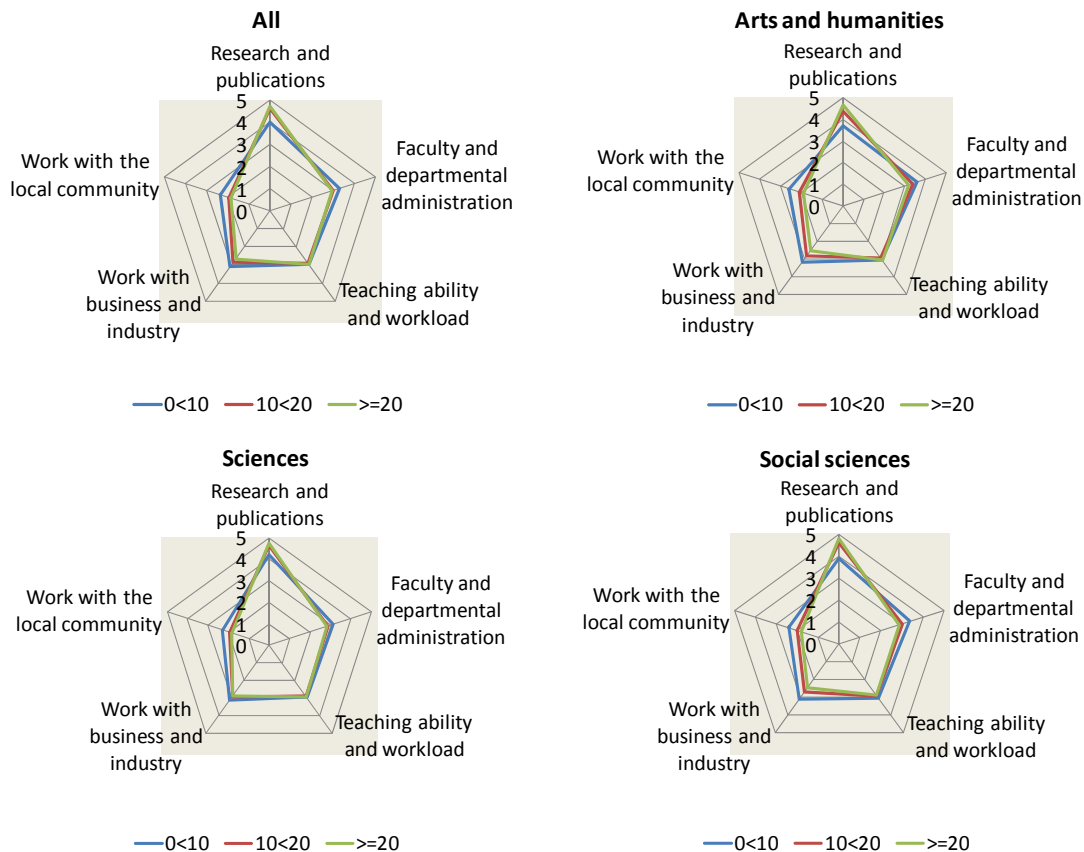 All
Research and
publications
5
4
3
2
1
0
Faculty and
departmental
administration
Teaching ability
and workload
Work with
business and
industry
Work with the
local community
0<10 10<20 >=20
Arts and humanities
Research and
publications
5
4
3
2
1
0
Faculty and
departmental
administration
Teaching ability
and workload
Work with
business and
industry
Work with the
local community
0<10 10<20 >=20
Sciences
Research and
publications
5
4
3
2
1
0
Faculty and
departmental
administration
Teaching ability
and workload
Work with
business and
industry
Work with the
local community
0<10 10<20 >=20
Social sciences
Research and
publications
5
4
3
2
1
0
Faculty and
departmental
administration
Teaching ability
and workload
Work with
business and
industry
Work with the
local community
0<10 10<20 >=20